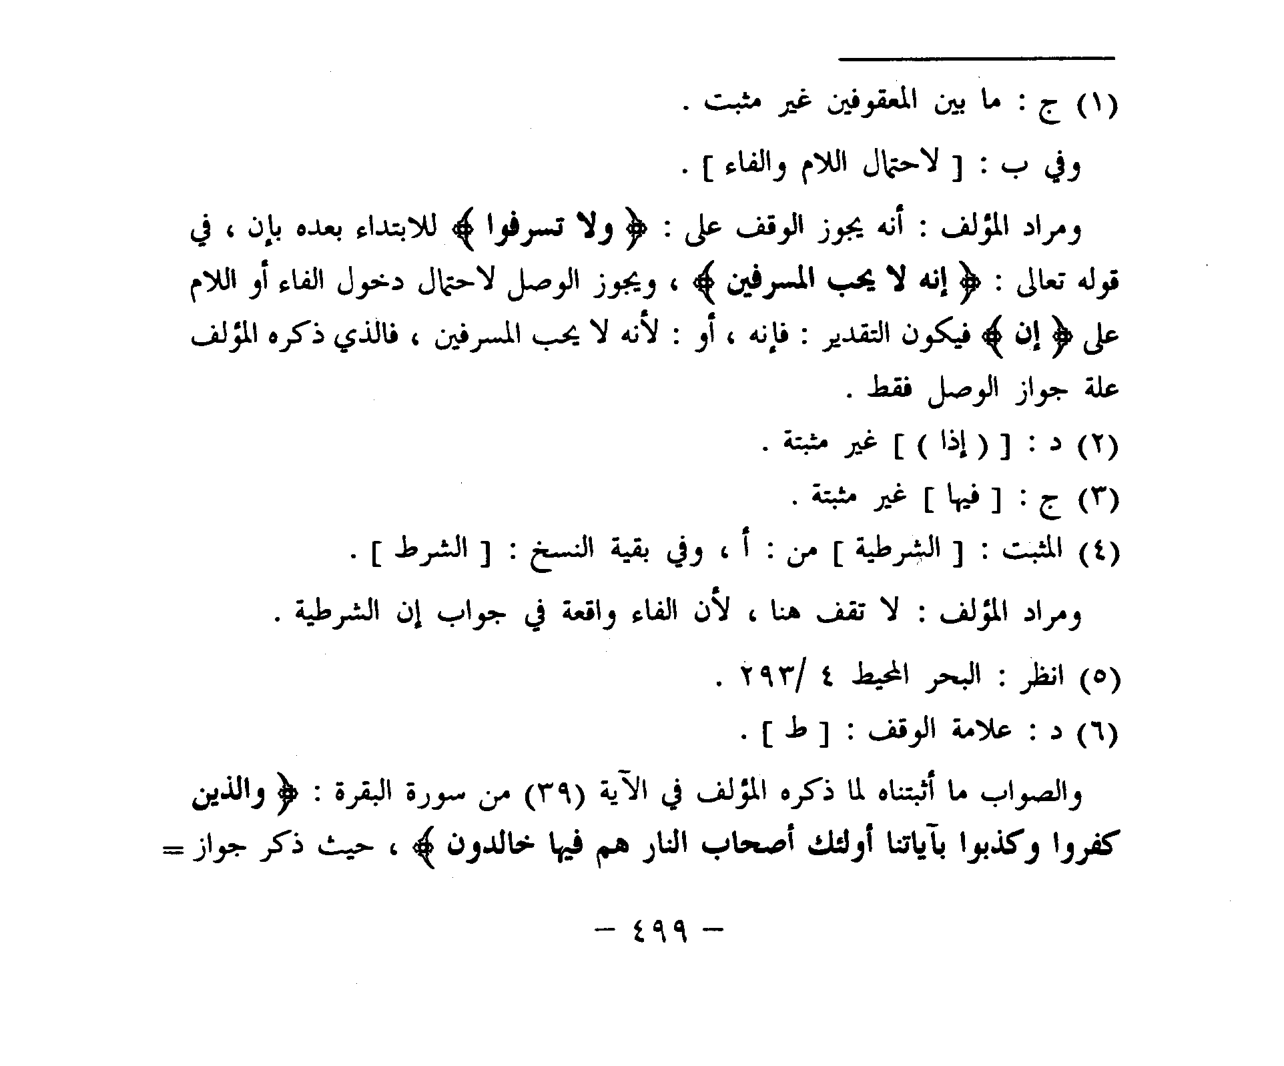 (١) ج : ما بين المعقوفين غير مثبت .
وفي ب : [ لاحتمال اللام والفاء ] .
ومراد المؤلف : أنه يجوز الوقف على : ﴿ ولا تسرفوا ﴾ للابتداء بعده بإن ، في
قوله تعالى : ﴿ إنه لا يحب المسرفين ﴾ ، ويجوز الوصل لاحتمال دخول الفاء أو اللام
على ﴿ إن ﴾ فيكون التقدير : فإنه ، أو : لأنه لا يحب المسرفين ، فالذي ذكره المؤلف
علة جواز الوصل فقط .
(٢) د : [ ( إذا ) ] غير مثبتة .
(٣) ج : [ فيها ] غير مثبتة .
(٤) المثبت : [ الشرطية ] من : أ ، وفي بقية النسخ : [ الشرط ] .
ومراد المؤلف : لا تقف هنا ، لأن الفاء واقعة في جواب إن الشرطية .
(٥) انظر : البحر المحيط ٤ /٢٩٣ .
(٦) د : علامة الوقف : [ ط ] .
والصواب ما أثبتناه لما ذكره المؤلف في الآية (٣٩) من سورة البقرة : ﴿ والذين
كفروا وكذبوا بآياتنا أولئك أصحاب النار هم فيها خالدون ﴾ ، حيث ذكر جواز =
– ٤٩٩ –